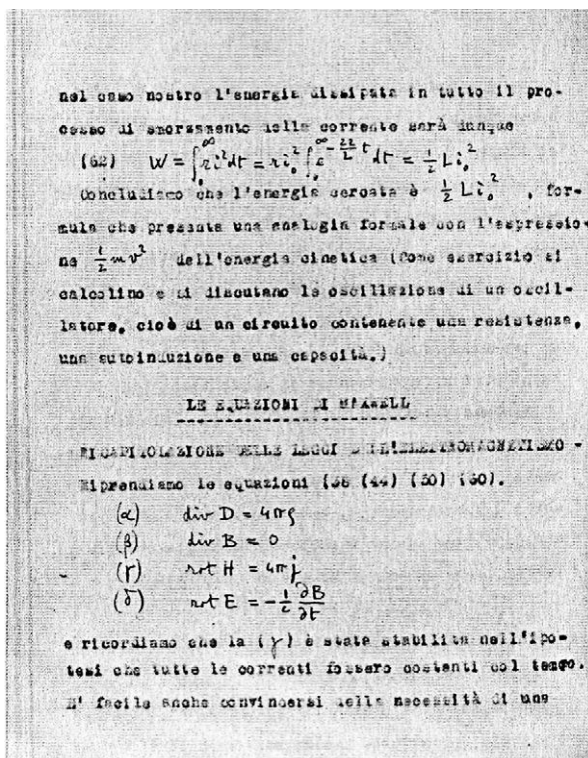 nel caso nostro l'energia dissipata in tutto il pro-
cesso di smorzamento della corrente sarà dunque
(62) W = ∫₀^∞ r i² dt = r i₀² ∫₀^∞ e^(-2r/L t) dt = ½ L i₀²
Concludiamo che l'energia cercata è ½ L i₀² , for-
mula che presenta una analogia formale con l'espressio-
ne ½ m v² dell'energia cinetica (Come esercizio si
calcolino e si discutano le oscillazione di un oscil-
latore, cioè di un circuito contenente una resistenza,
una autoinduzione e una capacità.)
LE EQUAZIONI DI MAXWELL
RICAPITOLAZIONE DELLE LEGGI DELL'ELETTROMAGNETISMO -
Riprendiamo le equazioni (38 (44) (50) (60).
(α) div D = 4πρ
(β) div B = 0
(γ) rot H = 4πj
(δ) rot E = -½ ∂B/∂t
e ricordiamo che la (γ) è stata stabilita nell'ipo-
tesi che tutte le correnti fossero costanti col tempo.
E' facile anche convincersi della necessità di una